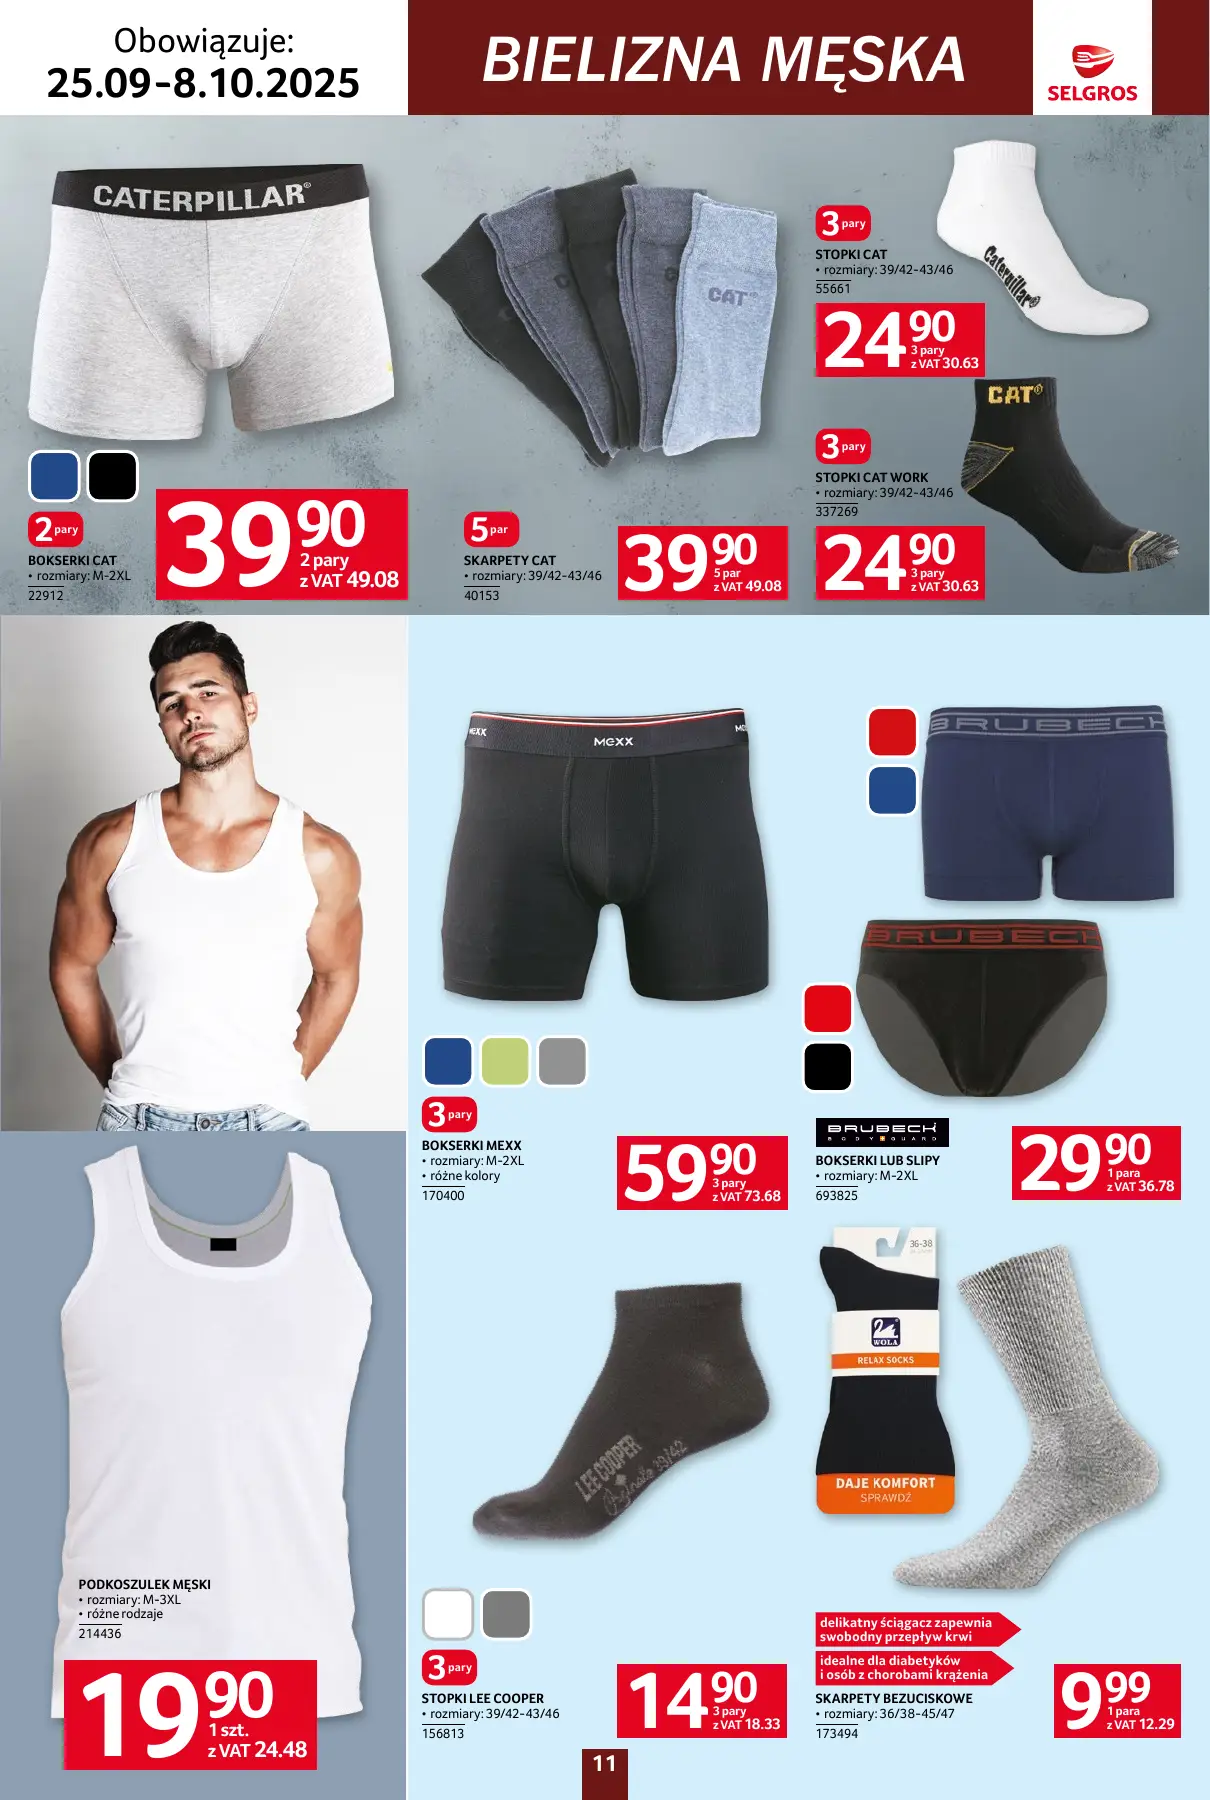 Obowiązuje:
25.09-8.10.2025
BIELIZNA MĘSKA
SELGROS
CATERPILLAR®
2 pary
BOKSERKI CAT
• rozmiary: M-2XL
22912
39 90
2 pary
z VAT 49.08
CAT
5 par
SKARPETY CAT
• rozmiary: 39/42-43/46
40153
39 90
5 par
z VAT 49.08
3 pary
STOPKI CAT
• rozmiary: 39/42-43/46
55661
24 90
3 pary
z VAT 30.63
Caterpillar®
3 pary
STOPKI CAT WORK
• rozmiary: 39/42-43/46
337269
24 90
3 pary
z VAT 30.63
CAT®
MEXX
3 pary
BOKSERKI MEXX
• rozmiary: M-2XL
• różne kolory
170400
59 90
3 pary
z VAT 73.68
BRUBECK
BRUBECK
BRUBECK
BODY GUARD
BOKSERKI LUB SLIPY
• rozmiary: M-2XL
693825
29 90
1 para
z VAT 36.78
PODKOSZULEK MĘSKI
• rozmiary: M-3XL
• różne rodzaje
214436
19 90
1 szt.
z VAT 24.48
LEE COOPER
Originals 39/42
3 pary
STOPKI LEE COOPER
• rozmiary: 39/42-43/46
156813
14 90
3 pary
z VAT 18.33
36-38
WOLA
RELAX SOCKS
DAJE KOMFORT
SPRAWDŹ
delikatny ściągacz zapewnia
swobodny przepływ krwi
idealne dla diabetyków
i osób z chorobami krążenia
SKARPETY BEZUCISKOWE
• rozmiary: 36/38-45/47
173494
9 99
1 para
z VAT 12.29
11